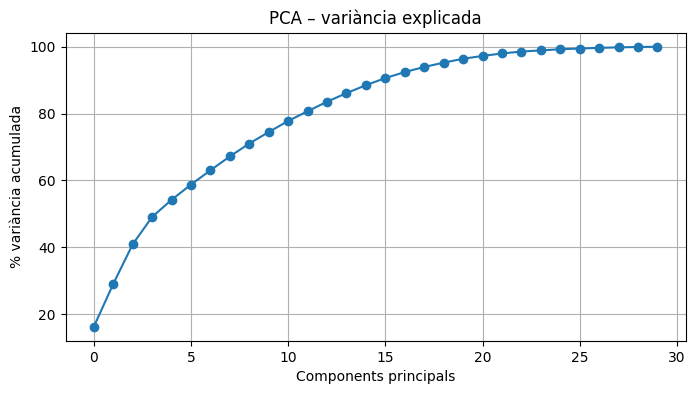 PCA – variància explicada
100
80
60
40
20
% variància acumulada
0 5 10 15 20 25 30
Components principals